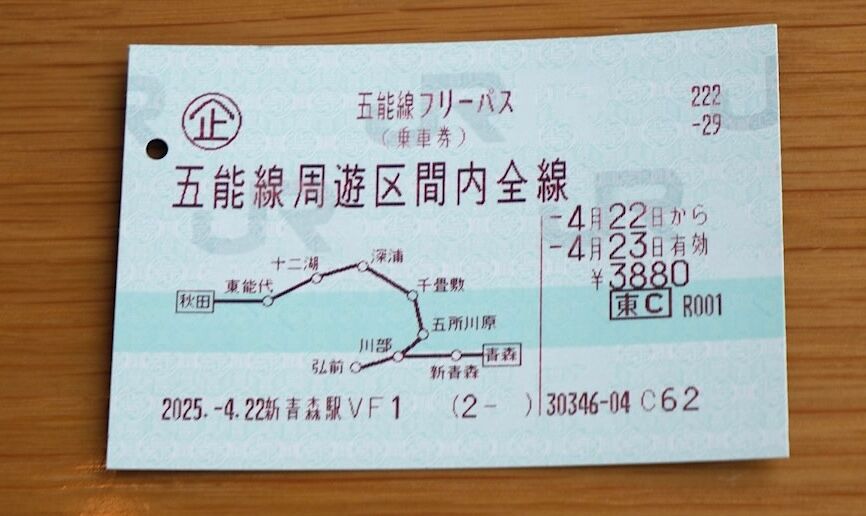 企 五能線フリーパス 222
(乗車券) -29
五能線周遊区間内全線
-4月22日から
-4月23日有効
¥3880
東C R001
秋田
東能代
十二湖
深浦
千畳敷
五所川原
川部
弘前
新青森
青森
2025.-4.22新青森駅VF1 (2- ) 30346-04 C62